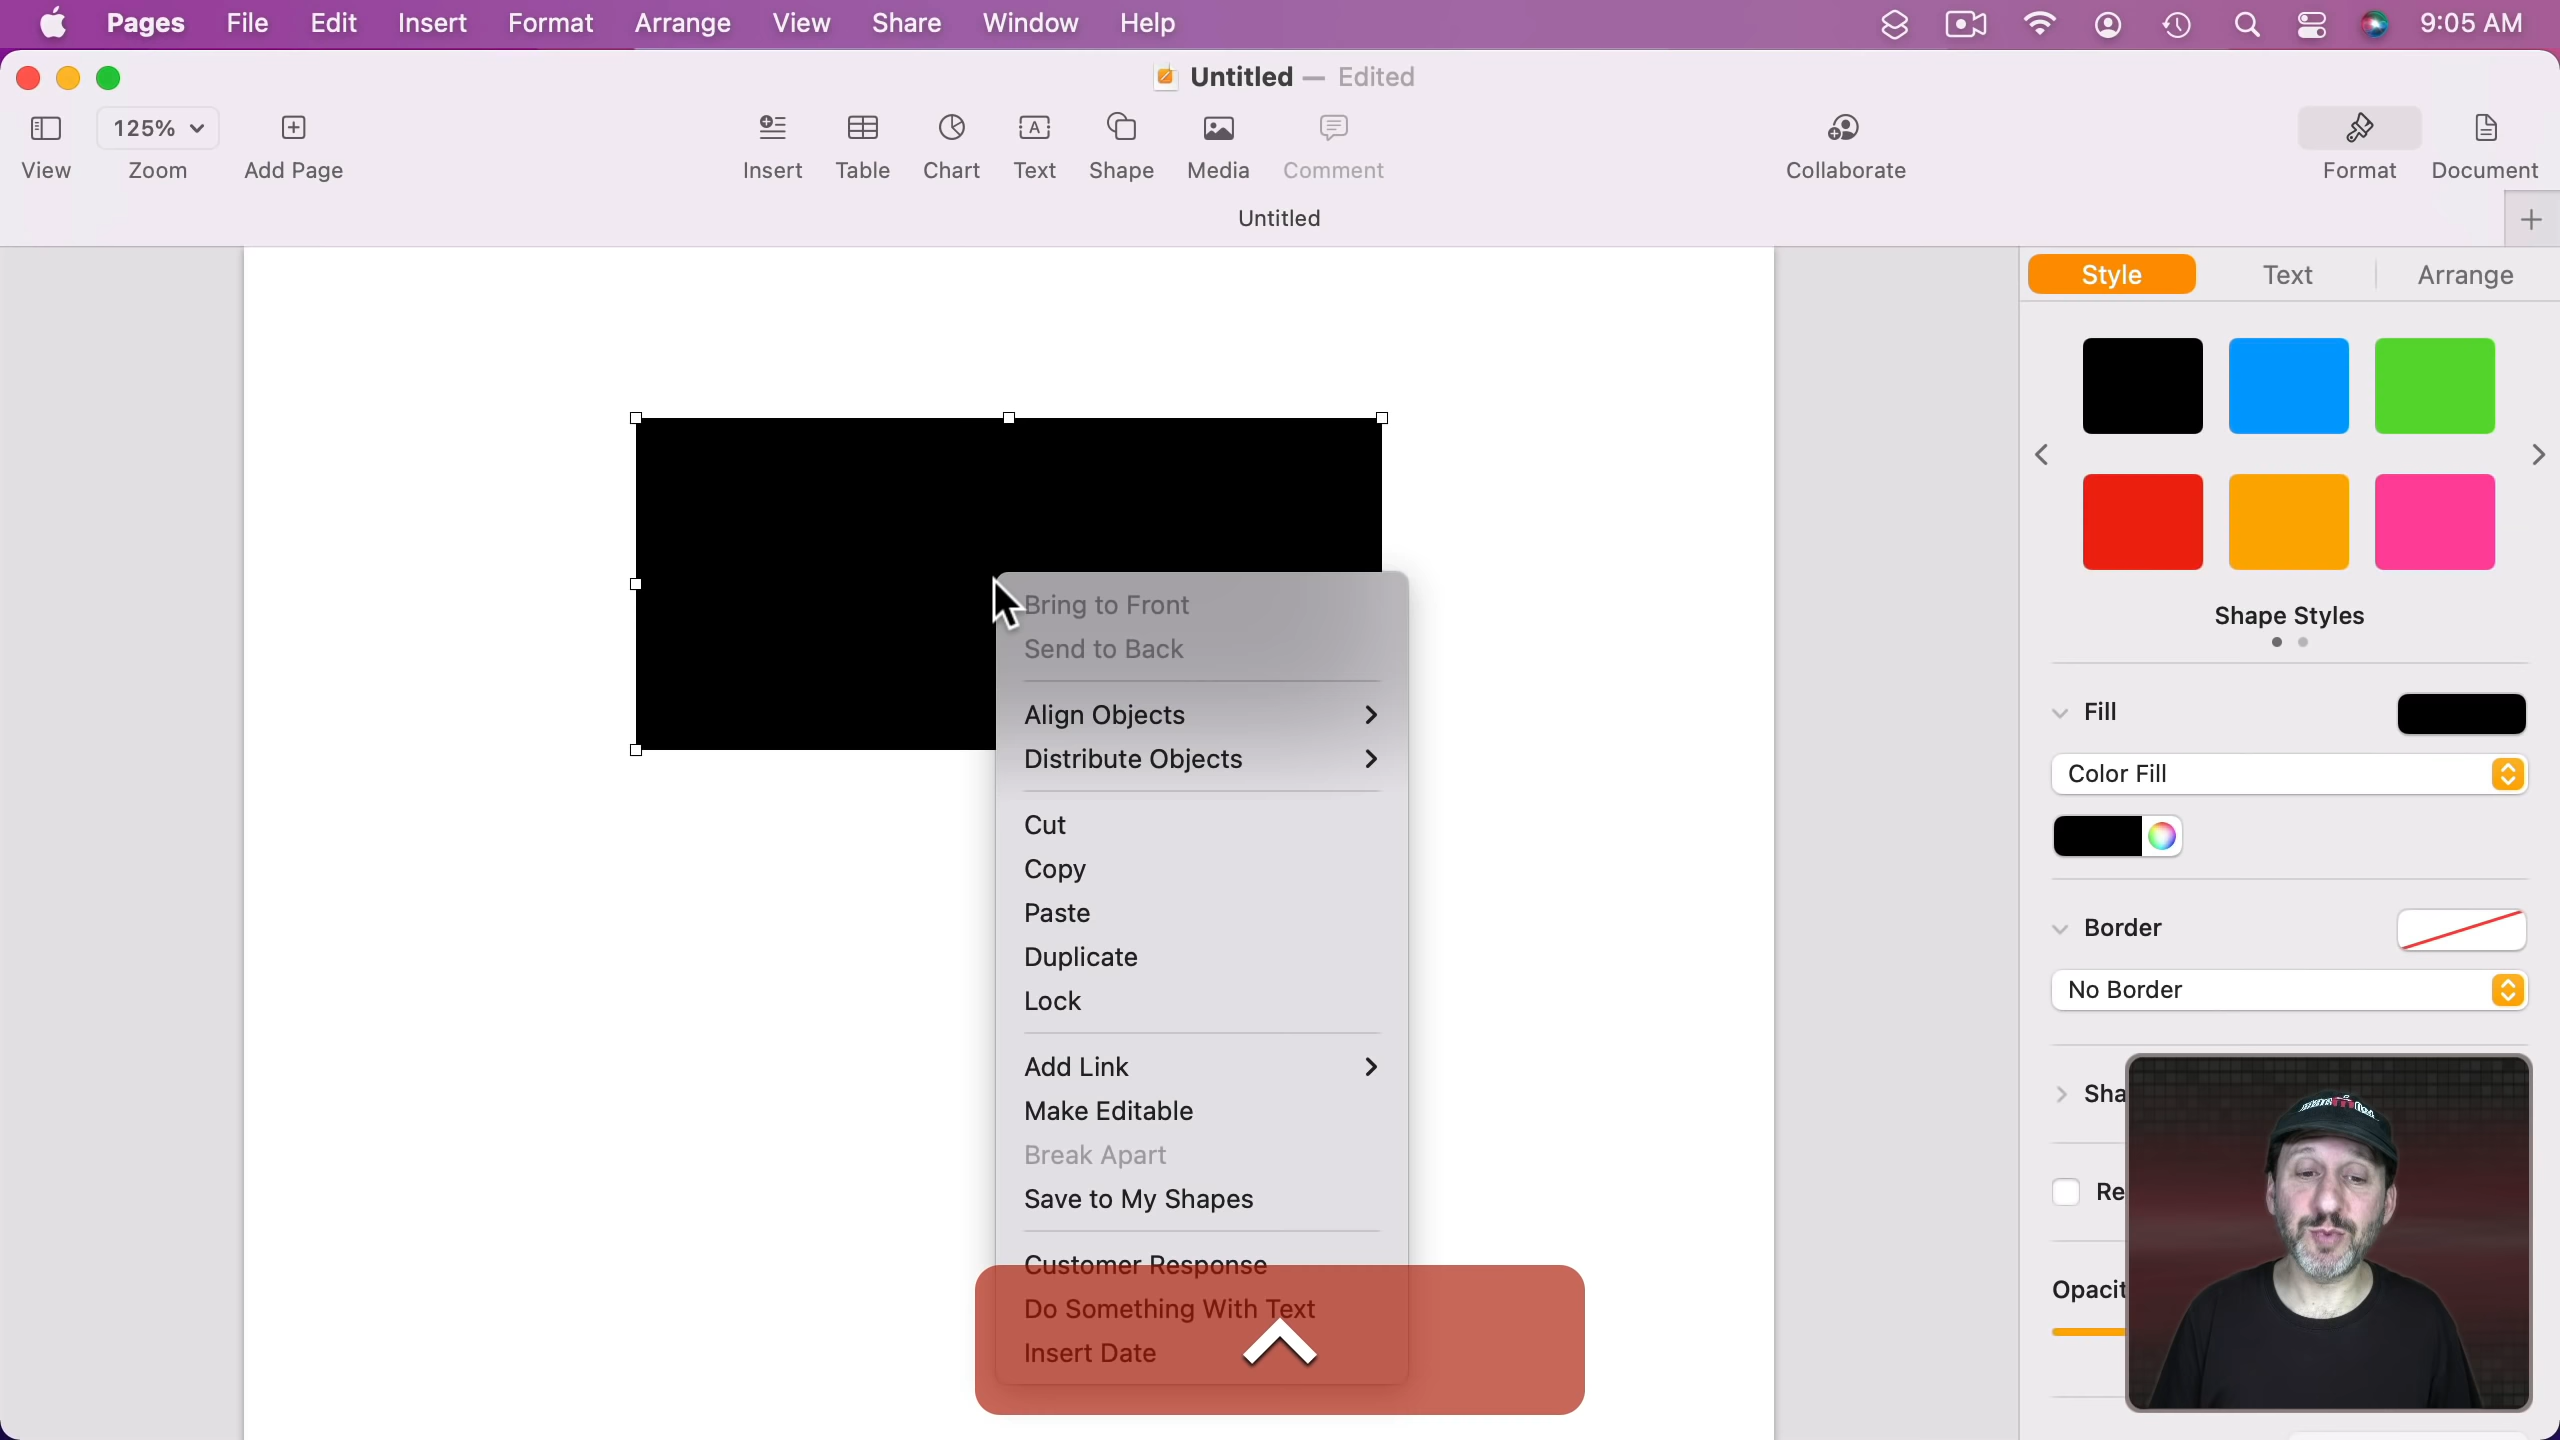 Pages File Edit Insert Format Arrange View Share Window Help 9:05 AM
Untitled — Edited
125%
View Zoom Add Page Insert Table Chart Text Shape Media Comment Collaborate Format Document
Untitled
Style Text Arrange
Shape Styles
Fill
Color Fill
Border
No Border
Sha
Re
Opacit
Bring to Front
Send to Back
Align Objects
Distribute Objects
Cut
Copy
Paste
Duplicate
Lock
Add Link
Make Editable
Break Apart
Save to My Shapes
Customer Response
Do Something With Text
Insert Date